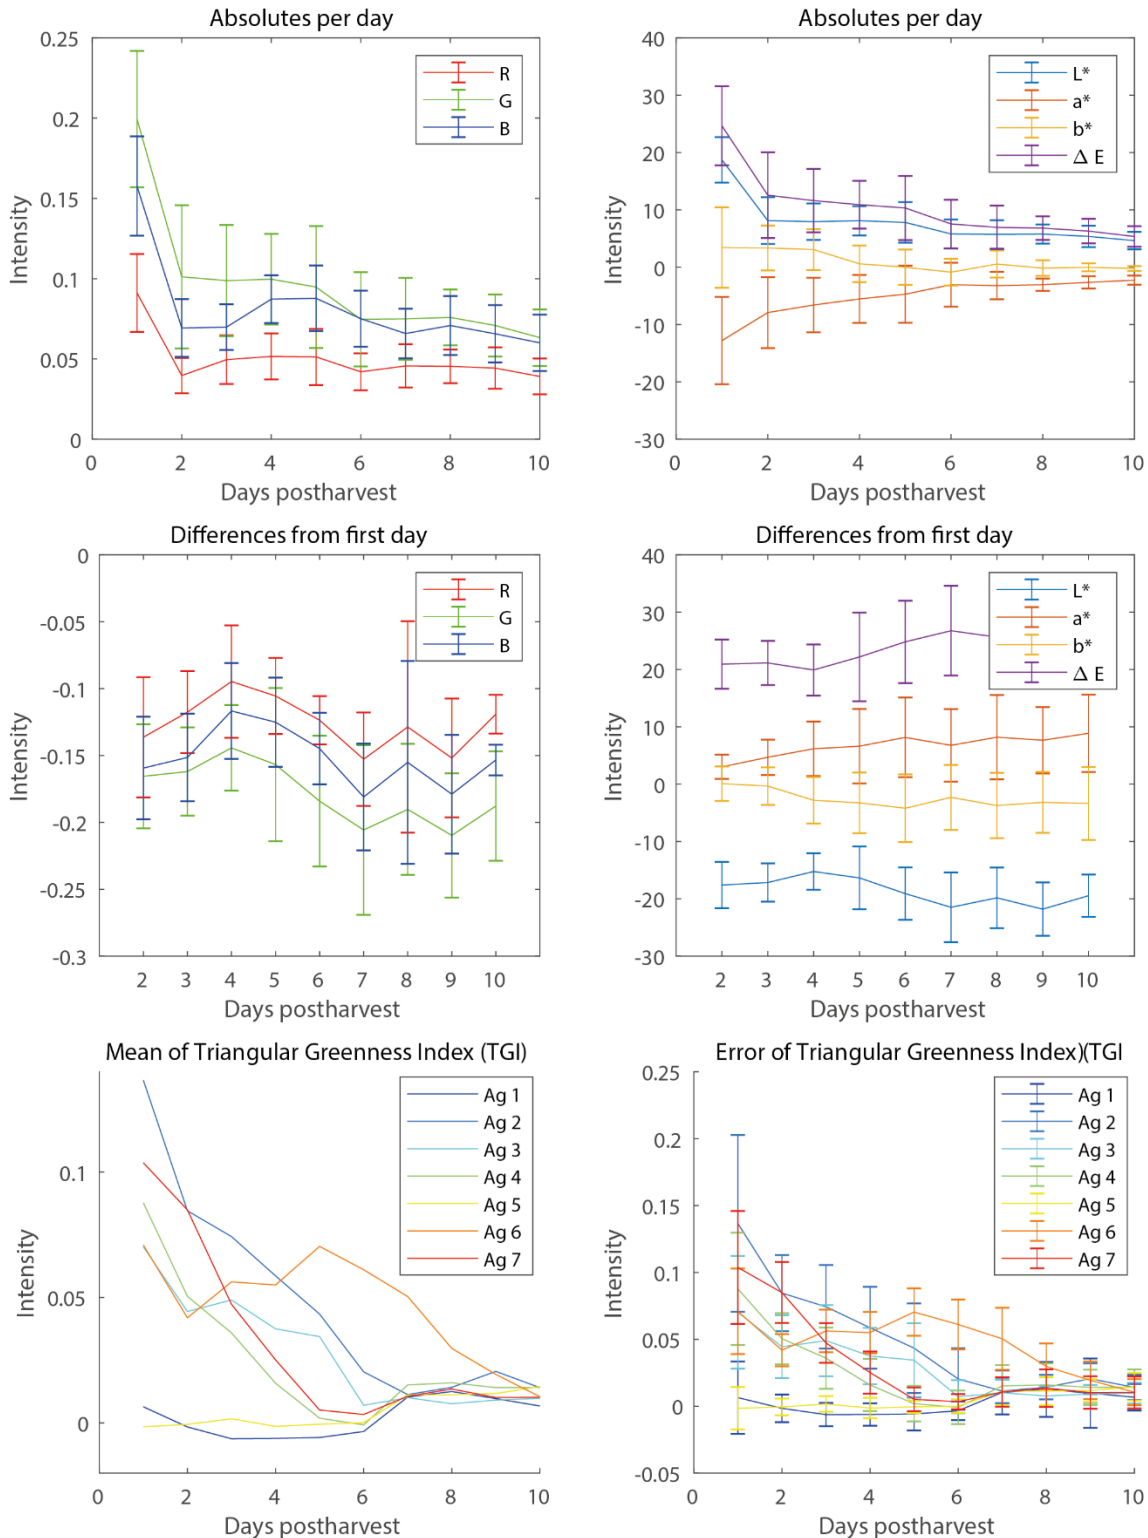 Absolutes per day
0.25
0.2
0.15
0.1
0.05
0
0 2 4 6 8 10
Intensity
Days postharvest
R
G
B
Absolutes per day
40
30
20
10
0
-10
-20
-30
0 2 4 6 8 10
Intensity
Days postharvest
L*
a*
b*
Δ E
Differences from first day
0
-0.05
-0.1
-0.15
-0.2
-0.25
-0.3
2 3 4 5 6 7 8 9 10
Intensity
Days postharvest
R
G
B
Differences from first day
40
30
20
10
0
-10
-20
-30
2 3 4 5 6 7 8 9 10
Intensity
Days postharvest
L*
a*
b*
Δ E
Mean of Triangular Greenness Index (TGI)
0.1
0.05
0
0 2 4 6 8 10
Intensity
Days postharvest
Ag 1
Ag 2
Ag 3
Ag 4
Ag 5
Ag 6
Ag 7
Error of Triangular Greenness Index)(TGI
0.25
0.2
0.15
0.1
0.05
0
-0.05
0 2 4 6 8 10
Intensity
Days postharvest
Ag 1
Ag 2
Ag 3
Ag 4
Ag 5
Ag 6
Ag 7